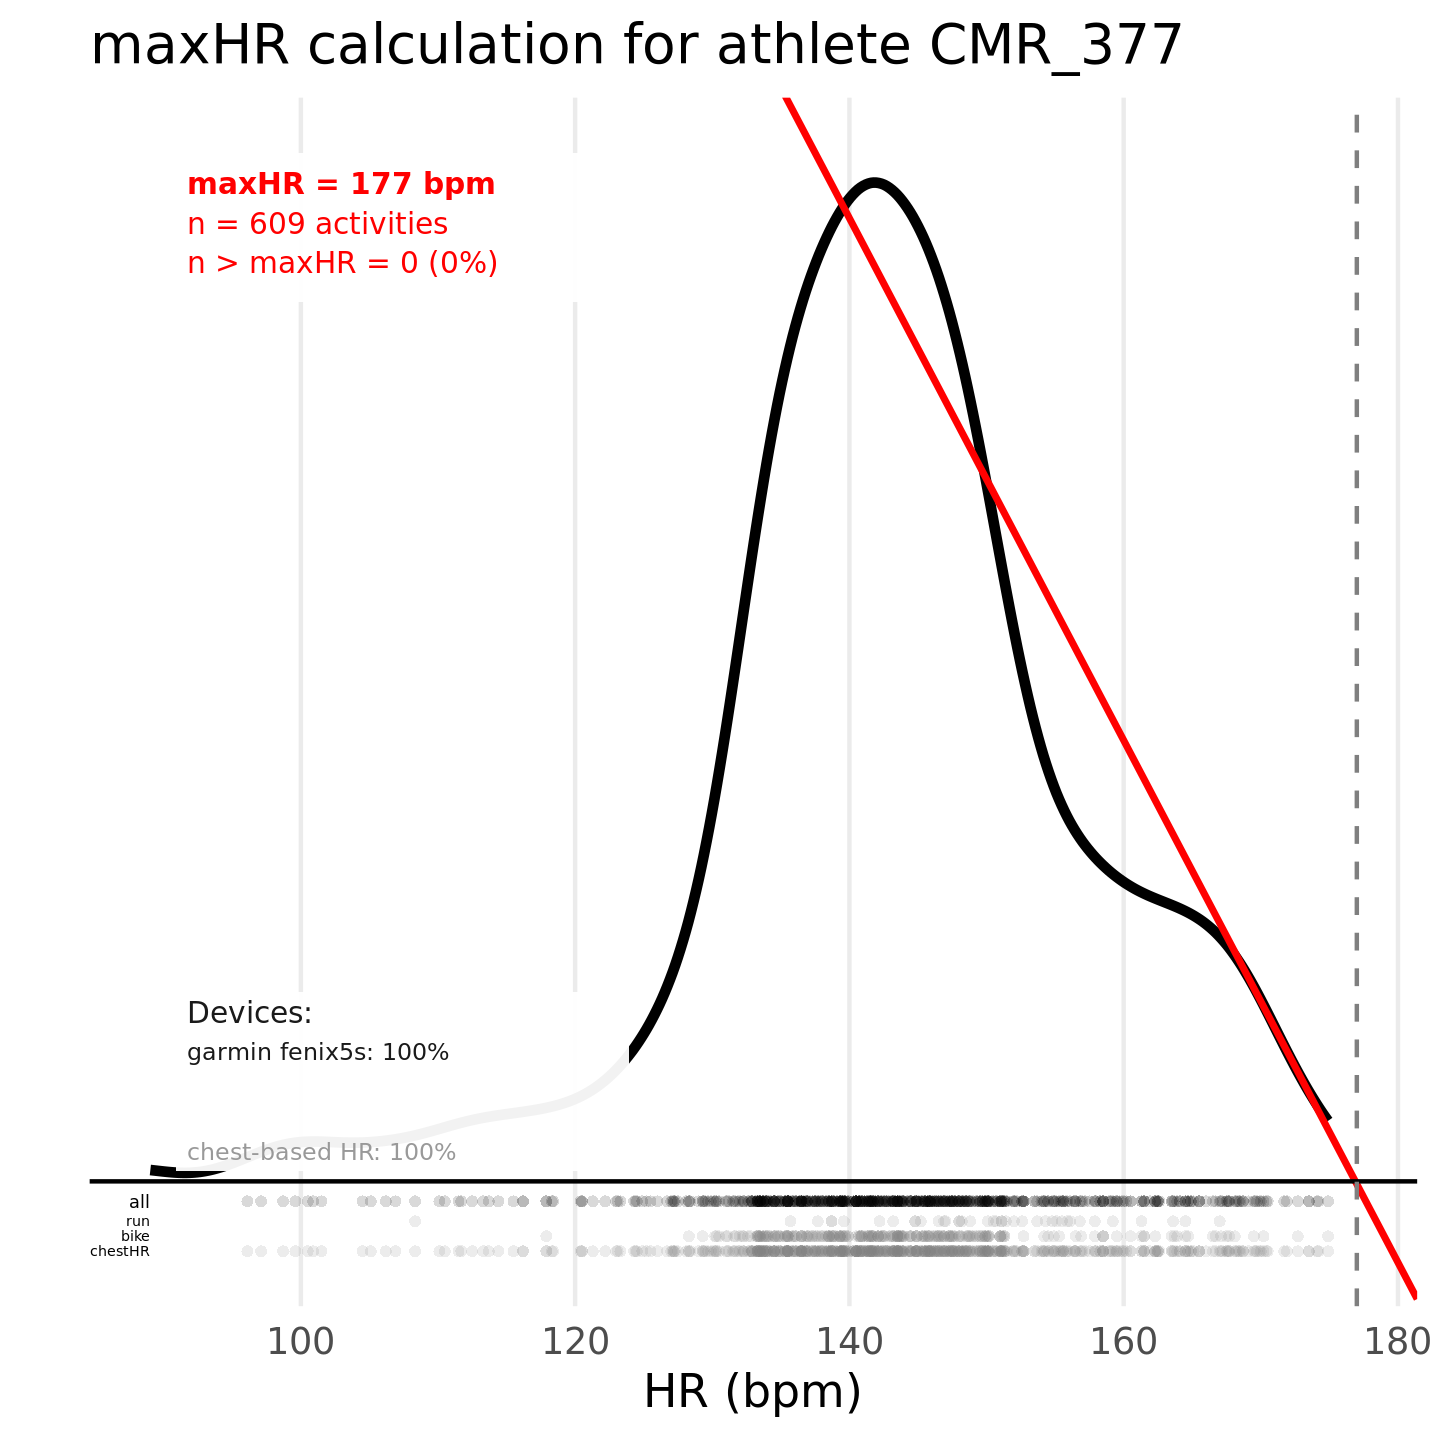 maxHR calculation for athlete CMR_377
maxHR = 177 bpm
n = 609 activities
n > maxHR = 0 (0%)
Devices:
garmin fenix5s: 100%
chest-based HR: 100%
all
run
bike
chestHR
100 120 140 160 180
HR (bpm)